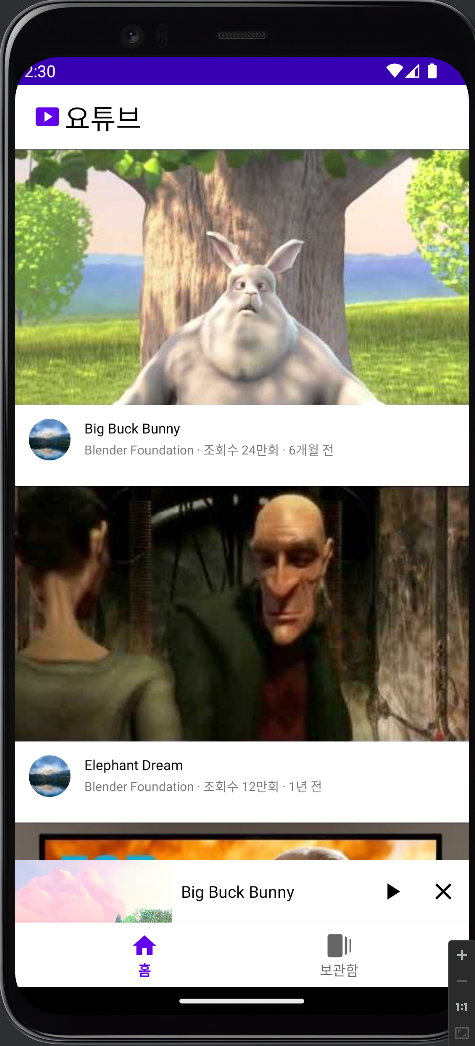 2:30
요튜브
Big Buck Bunny
Blender Foundation · 조회수 24만회 · 6개월 전
Elephant Dream
Blender Foundation · 조회수 12만회 · 1년 전
Big Buck Bunny
홈
보관함
1:1